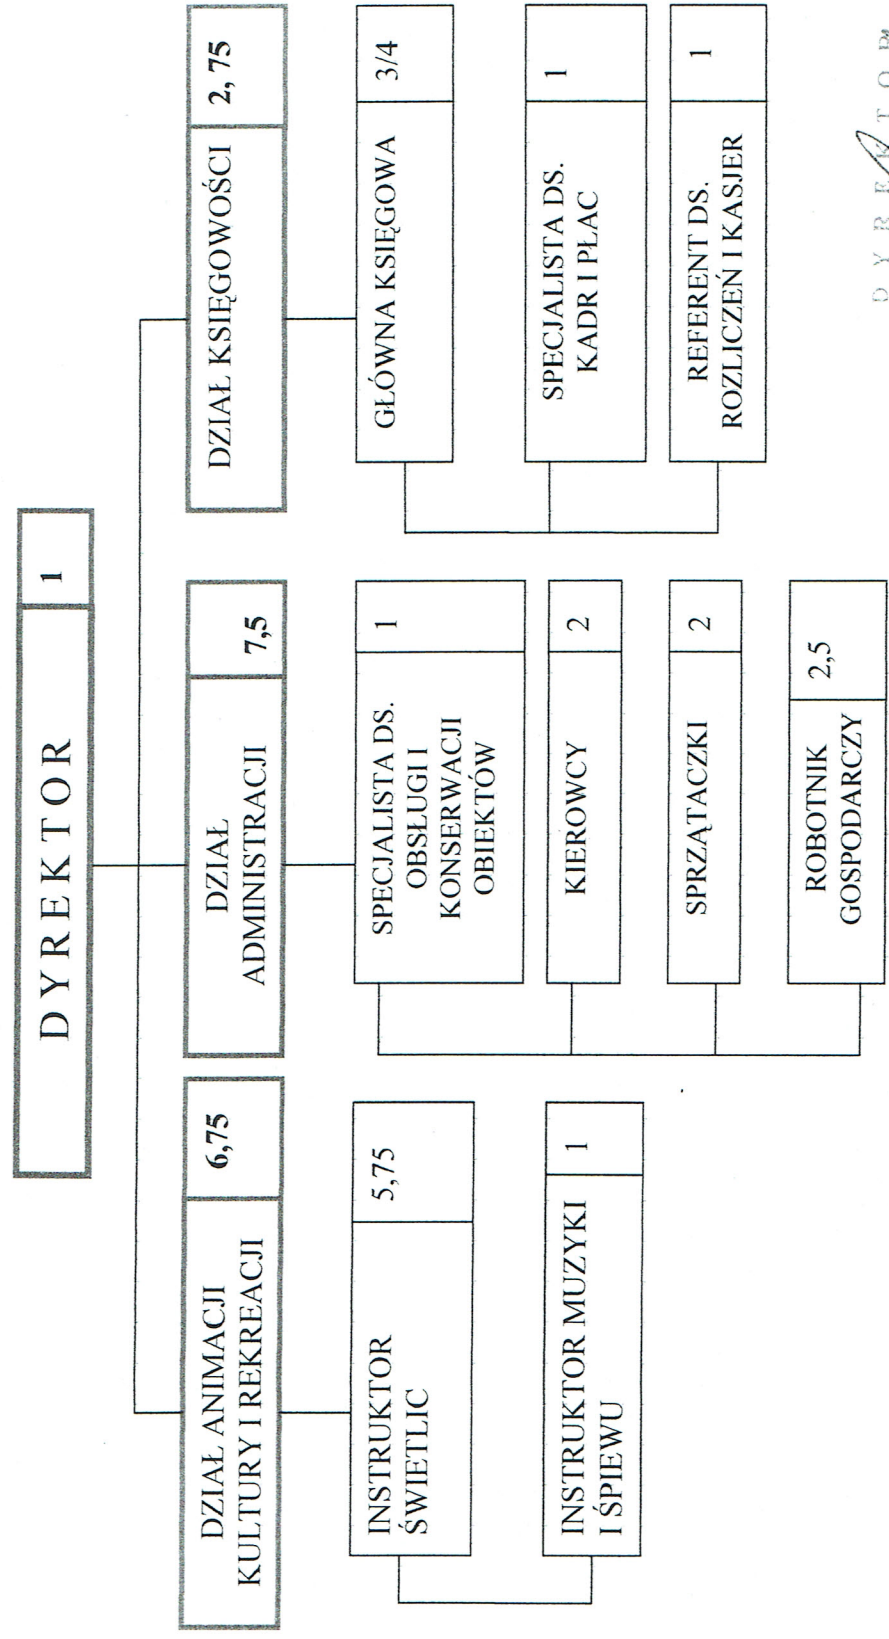 D Y R E K T O R
1
DZIAŁ ANIMACJI
KULTURY I REKREACJI
6,75
INSTRUKTOR
ŚWIETLIC
5,75
INSTRUKTOR MUZYKI
I ŚPIEWU
1
DZIAŁ
ADMINISTRACJI
7,5
SPECJALISTA DS.
OBSŁUGI I
KONSERWACJI
OBIEKTÓW
1
KIEROWCY
2
SPRZĄTACZKI
2
ROBOTNIK
GOSPODARCZY
2,5
DZIAŁ KSIĘGOWOŚCI
2, 75
GŁÓWNA KSIĘGOWA
3/4
SPECJALISTA DS.
KADR I PŁAC
1
REFERENT DS.
ROZLICZEŃ I KASJER
1
D Y R E K T O R